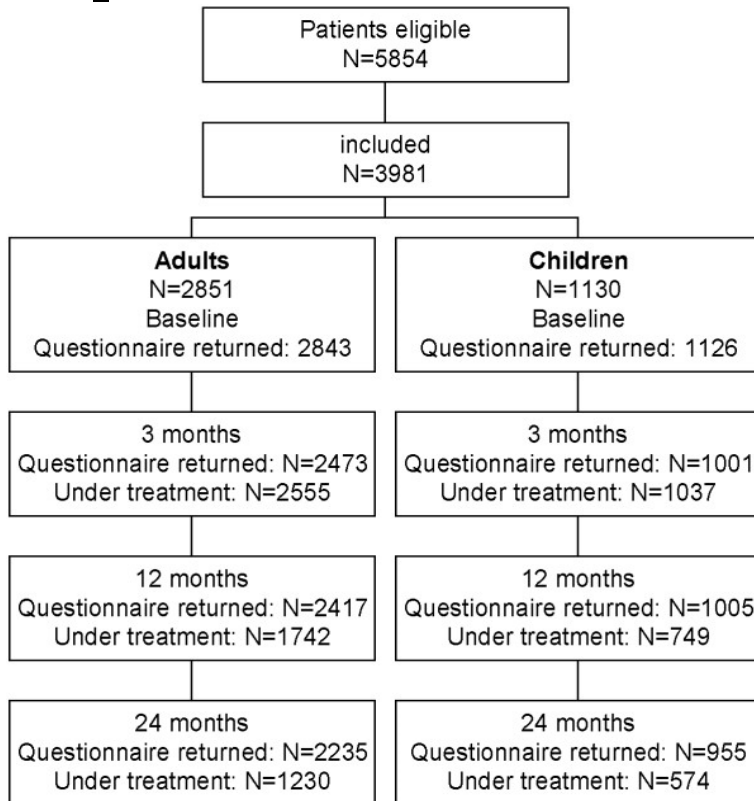 Patients eligible
N=5854
included
N=3981
Adults
N=2851
Baseline
Questionnaire returned: 2843
Children
N=1130
Baseline
Questionnaire returned: 1126
3 months
Questionnaire returned: N=2473
Under treatment: N=2555
3 months
Questionnaire returned: N=1001
Under treatment: N=1037
12 months
Questionnaire returned: N=2417
Under treatment: N=1742
12 months
Questionnaire returned: N=1005
Under treatment: N=749
24 months
Questionnaire returned: N=2235
Under treatment: N=1230
24 months
Questionnaire returned: N=955
Under treatment: N=574